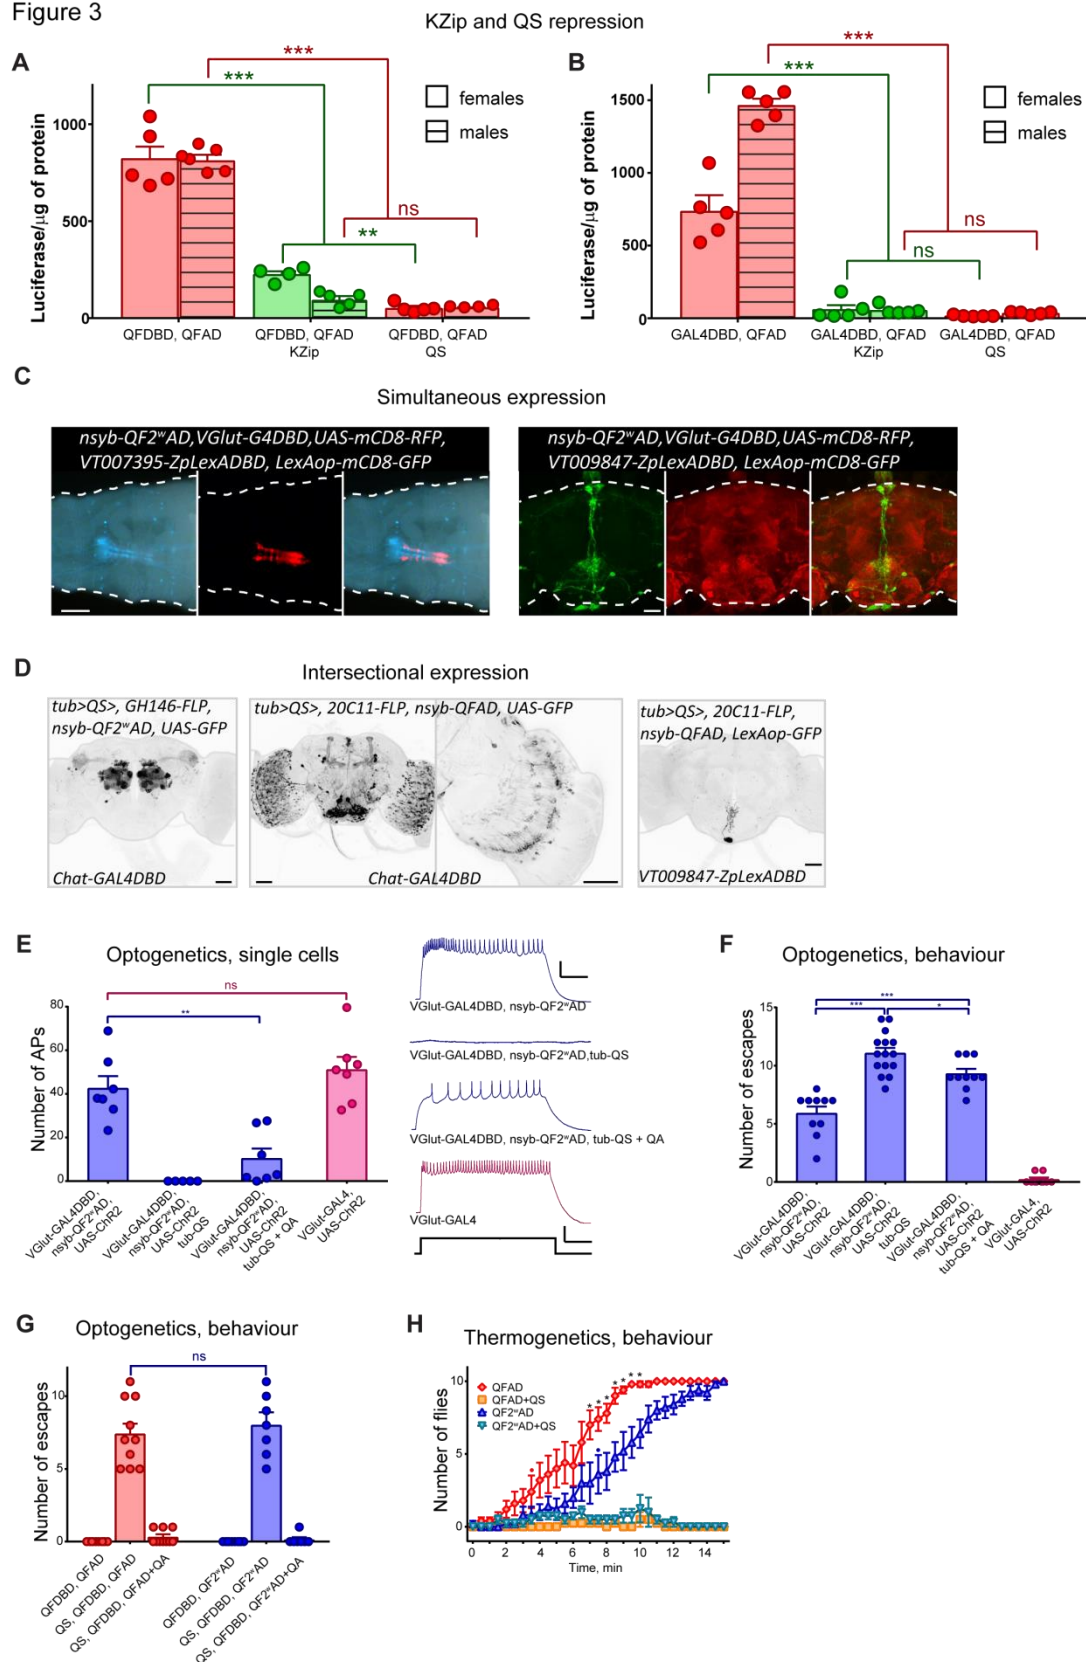 Figure 3
KZip and QS repression
A
Luciferase/μg of protein
1000
500
0
***
***
ns
**
females
males
QFDBD, QFAD
QFDBD, QFAD
KZip
QFDBD, QFAD
QS
B
Luciferase/μg of protein
1500
1000
500
0
***
***
ns
ns
females
males
GAL4DBD, QFAD
GAL4DBD, QFAD
KZip
GAL4DBD, QFAD
QS
C
Simultaneous expression
nsyb-QF2ʷAD,VGlut-G4DBD,UAS-mCD8-RFP,
VT007395-ZpLexADBD, LexAop-mCD8-GFP
nsyb-QF2ʷAD,VGlut-G4DBD,UAS-mCD8-RFP,
VT009847-ZpLexADBD, LexAop-mCD8-GFP
D
Intersectional expression
tub>QS>, GH146-FLP,
nsyb-QF2ʷAD, UAS-GFP
Chat-GAL4DBD
tub>QS>, 20C11-FLP, nsyb-QFAD, UAS-GFP
Chat-GAL4DBD
tub>QS>, 20C11-FLP,
nsyb-QFAD, LexAop-GFP
VT009847-ZpLexADBD
E
Optogenetics, single cells
Number of APs
80
60
40
20
0
ns
**
VGlut-GAL4DBD,
nsyb-QF2ʷAD,
UAS-ChR2
VGlut-GAL4DBD,
nsyb-QF2ʷAD,
UAS-ChR2
tub-QS
VGlut-GAL4DBD,
nsyb-QF2ʷAD,
UAS-ChR2
tub-QS + QA
VGlut-GAL4,
UAS-ChR2
VGlut-GAL4DBD, nsyb-QF2ʷAD
VGlut-GAL4DBD, nsyb-QF2ʷAD,tub-QS
VGlut-GAL4DBD, nsyb-QF2ʷAD, tub-QS + QA
VGlut-GAL4
F
Optogenetics, behaviour
Number of escapes
15
10
5
0
***
***
*
VGlut-GAL4DBD,
nsyb-QF2ʷAD,
UAS-ChR2
VGlut-GAL4DBD,
nsyb-QF2ʷAD,
UAS-ChR2
tub-QS
VGlut-GAL4DBD,
nsyb-QF2ʷAD,
UAS-ChR2
tub-QS + QA
VGlut-GAL4,
UAS-ChR2
G
Optogenetics, behaviour
Number of escapes
10
5
0
ns
QFDBD, QFAD
QS, QFDBD, QFAD
QS, QFDBD, QFAD+QA
QFDBD, QF2ʷAD
QS, QFDBD, QF2ʷAD
QS, QFDBD, QF2ʷAD+QA
H
Thermogenetics, behaviour
Number of flies
10
5
0
QFAD
QFAD+QS
QF2ʷAD
QF2ʷAD+QS
* * * * * * *
0 2 4 6 8 10 12 14
Time, min